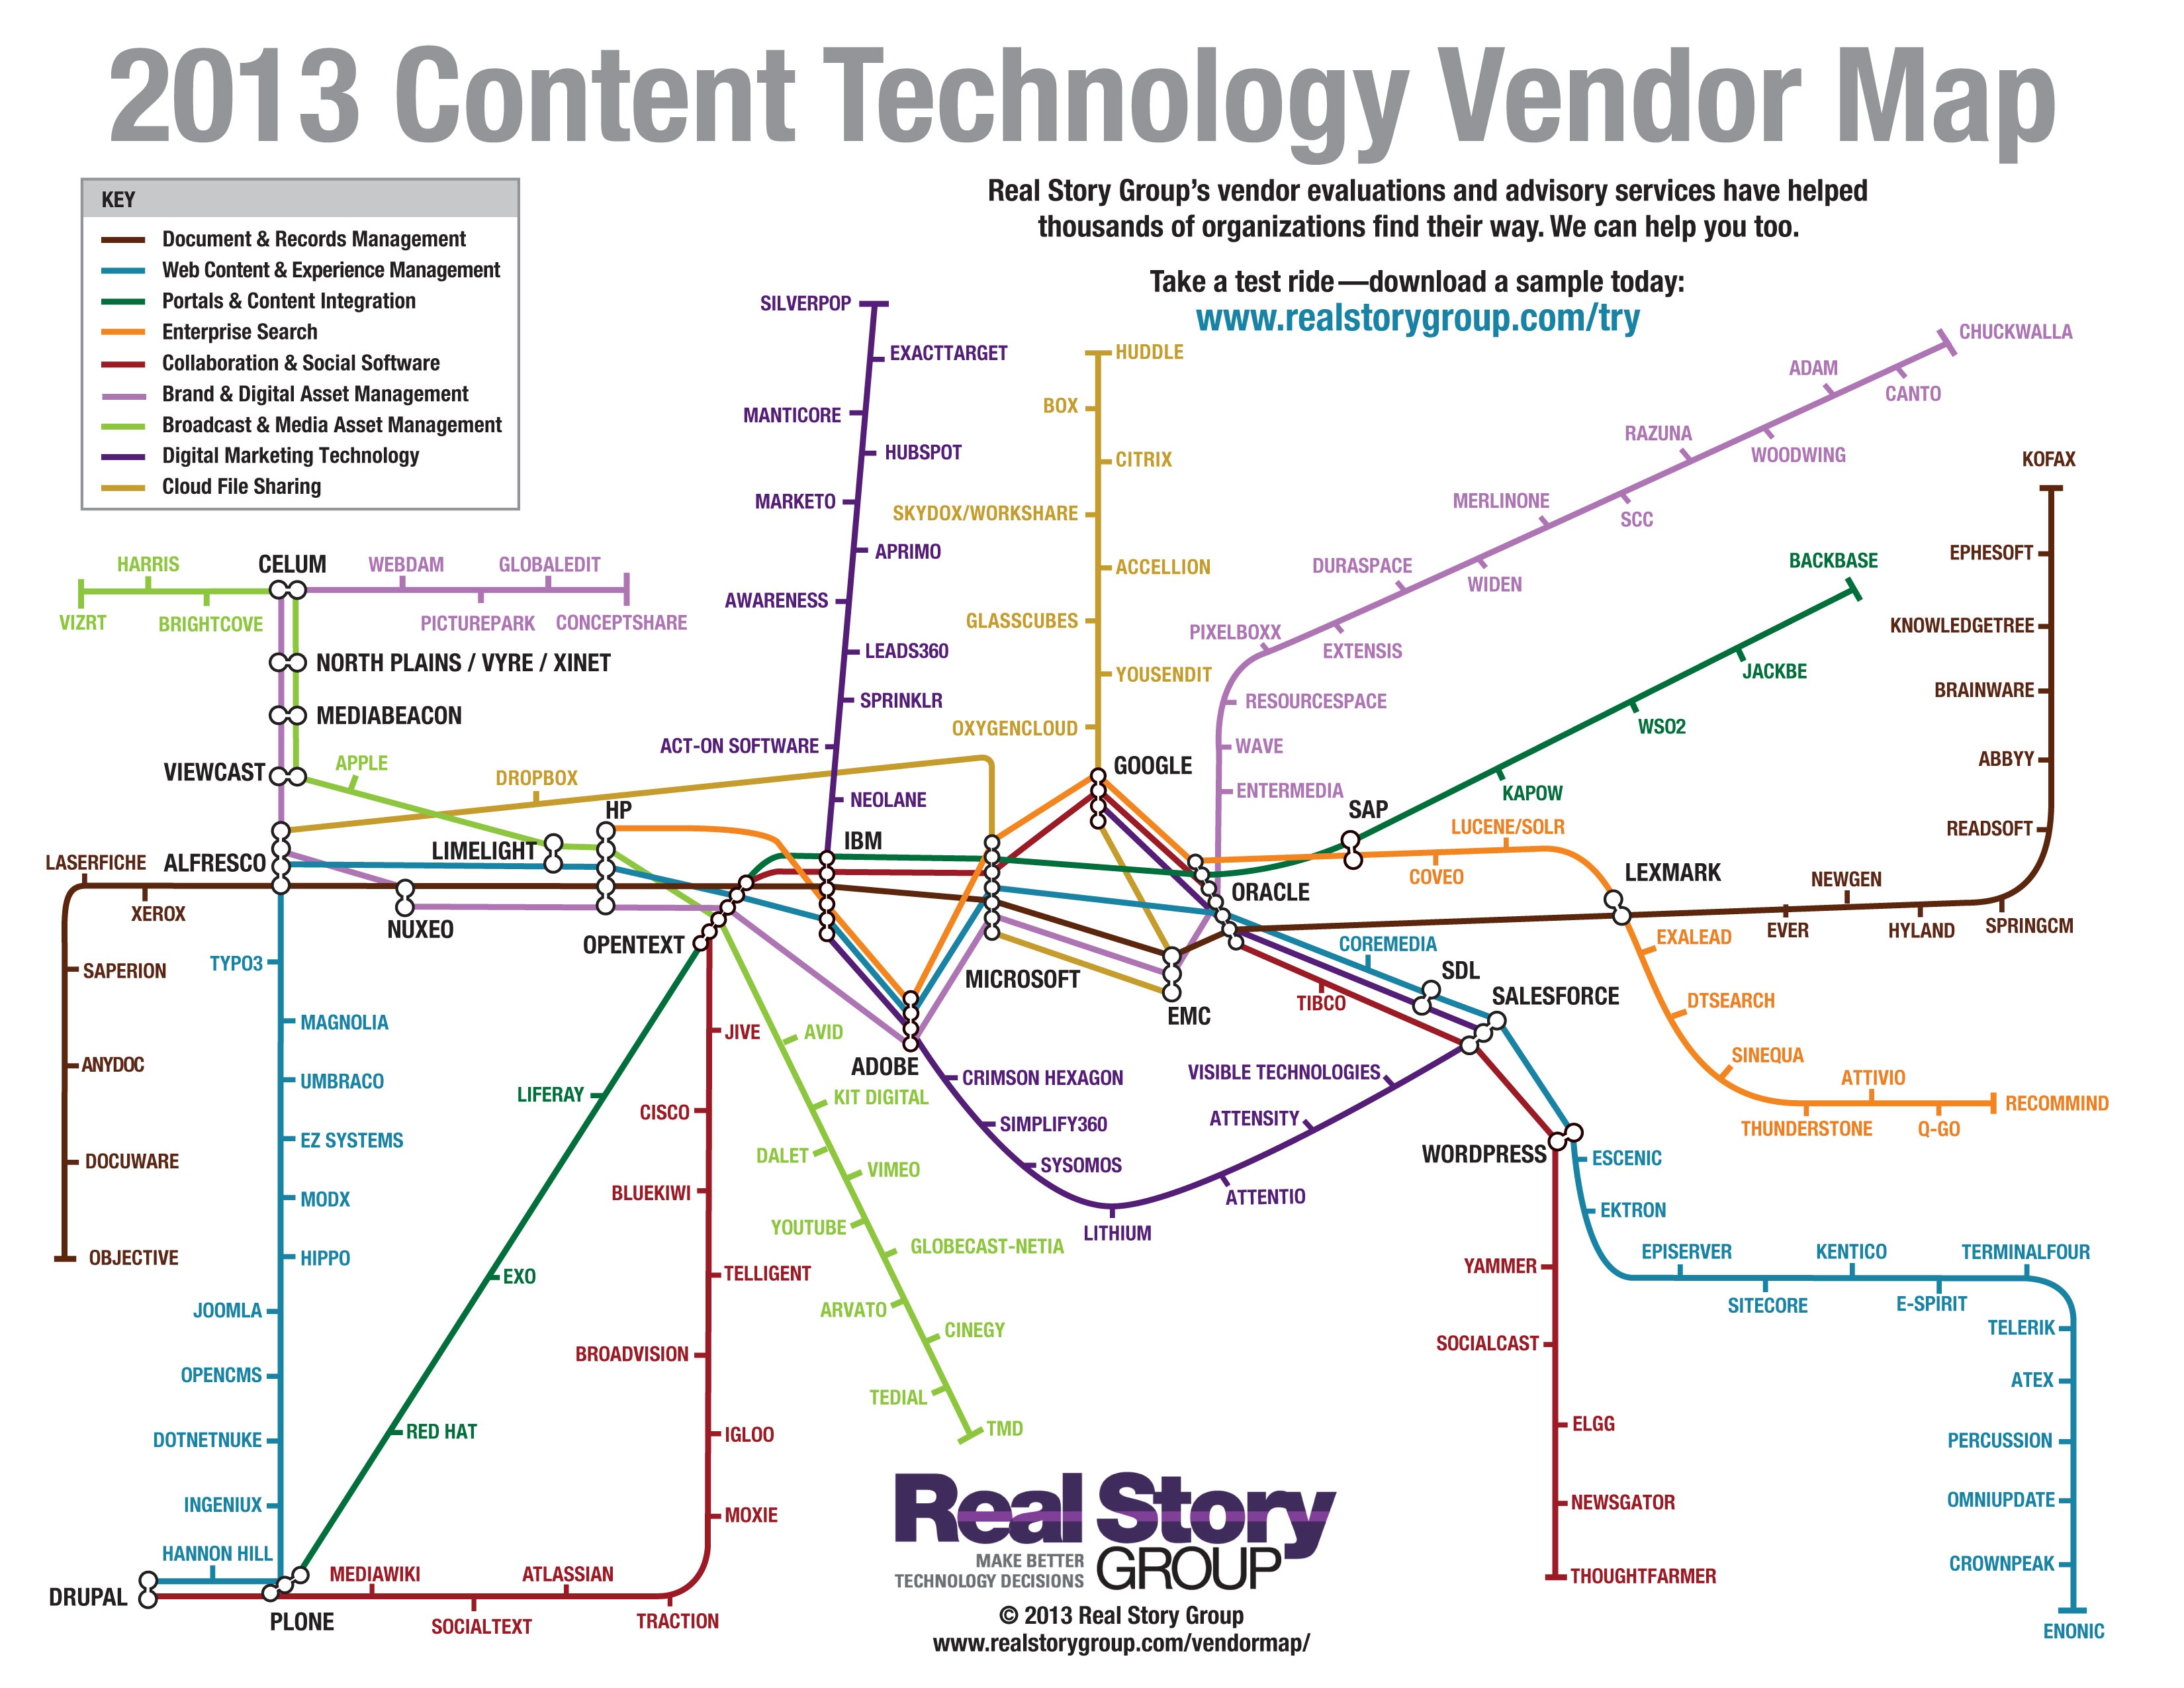 2013 Content Technology Vendor Map
Real Story Group's vendor evaluations and advisory services have helped
thousands of organizations find their way. We can help you too.
Take a test ride—download a sample today:
www.realstorygroup.com/try
KEY
Document & Records Management
Web Content & Experience Management
Portals & Content Integration
Enterprise Search
Collaboration & Social Software
Brand & Digital Asset Management
Broadcast & Media Asset Management
Digital Marketing Technology
Cloud File Sharing
HARRIS
VIZRT
BRIGHTCOVE
CELUM
WEBDAM
GLOBALEDIT
PICTUREPARK
CONCEPTSHARE
NORTH PLAINS / VYRE / XINET
MEDIABEACON
VIEWCAST
APPLE
DROPBOX
HP
LIMELIGHT
ALFRESCO
LASERFICHE
XEROX
NUXEO
OPENTEXT
SAPERION
ANYDOC
DOCUWARE
OBJECTIVE
TYPO3
MAGNOLIA
UMBRACO
EZ SYSTEMS
MODX
HIPPO
JOOMLA
OPENCMS
DOTNETNUKE
INGENIUX
HANNON HILL
DRUPAL
PLONE
MEDIAWIKI
SOCIALTEXT
ATLASSIAN
TRACTION
LIFERAY
EXO
RED HAT
JIVE
CISCO
BLUEKIWI
TELLIGENT
BROADVISION
IGLOO
MOXIE
SILVERPOP
EXACTTARGET
MANTICORE
HUBSPOT
MARKETO
APRIMO
AWARENESS
LEADS360
SPRINKLR
ACT-ON SOFTWARE
NEOLANE
IBM
HUDDLE
BOX
CITRIX
SKYDOX/WORKSHARE
ACCELLION
GLASSCUBES
YOUSENDIT
OXYGENCLOUD
GOOGLE
MICROSOFT
EMC
ORACLE
ADOBE
AVID
KIT DIGITAL
DALET
VIMEO
YOUTUBE
GLOBECAST-NETIA
ARVATO
CINEGY
TEDIAL
TMD
CRIMSON HEXAGON
SIMPLIFY360
SYSOMOS
LITHIUM
ATTENTIO
ATTENSITY
VISIBLE TECHNOLOGIES
CHUCKWALLA
ADAM
CANTO
RAZUNA
WOODWING
MERLINONE
SCC
DURASPACE
WIDEN
PIXELBOXX
EXTENSIS
RESOURCESPACE
WAVE
ENTERMEDIA
BACKBASE
JACKBE
WSO2
KAPOW
SAP
LUCENE/SOLR
COVEO
LEXMARK
KOFAX
EPHESOFT
KNOWLEDGETREE
BRAINWARE
ABBYY
READSOFT
NEWGEN
EVER
HYLAND
SPRINGCM
EXALEAD
DTSEARCH
SINEQUA
ATTIVIO
THUNDERSTONE
Q-GO
RECOMMIND
COREMEDIA
TIBCO
SDL
SALESFORCE
WORDPRESS
ESCENIC
EKTRON
EPISERVER
SITECORE
KENTICO
E-SPIRIT
TERMINALFOUR
TELERIK
ATEX
PERCUSSION
OMNIUPDATE
CROWNPEAK
ENONIC
YAMMER
SOCIALCAST
ELGG
NEWSGATOR
THOUGHTFARMER
Real Story
GROUP
MAKE BETTER
TECHNOLOGY DECISIONS
© 2013 Real Story Group
www.realstorygroup.com/vendormap/